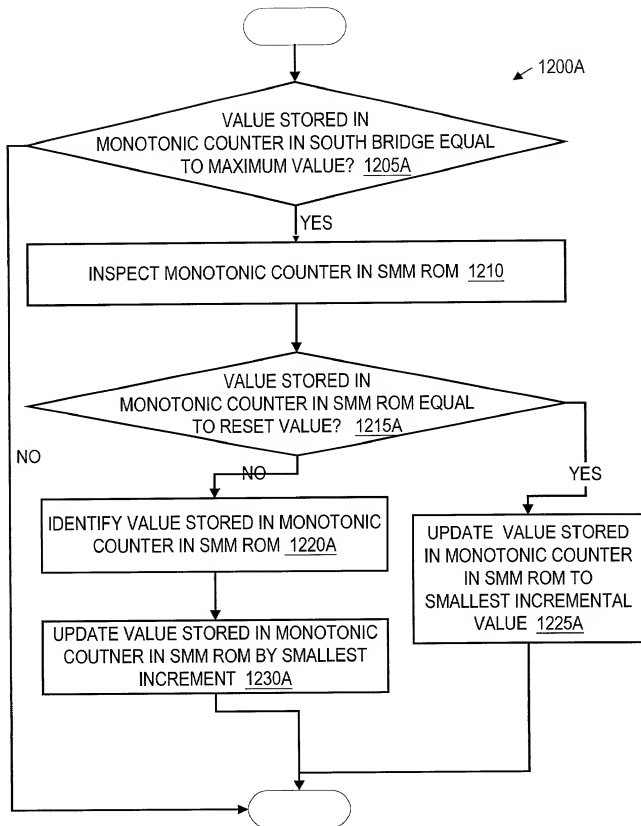 1200A
VALUE STORED IN
MONOTONIC COUNTER IN SOUTH BRIDGE EQUAL
TO MAXIMUM VALUE? 1205A
YES
INSPECT MONOTONIC COUNTER IN SMM ROM 1210
VALUE STORED IN
MONOTONIC COUNTER IN SMM ROM EQUAL
TO RESET VALUE? 1215A
NO
NO
YES
IDENTIFY VALUE STORED IN MONOTONIC
COUNTER IN SMM ROM 1220A
UPDATE VALUE STORED
IN MONOTONIC COUNTER
IN SMM ROM TO
SMALLEST INCREMENTAL
VALUE 1225A
UPDATE VALUE STORED IN MONOTONIC
COUTNER IN SMM ROM BY SMALLEST
INCREMENT 1230A